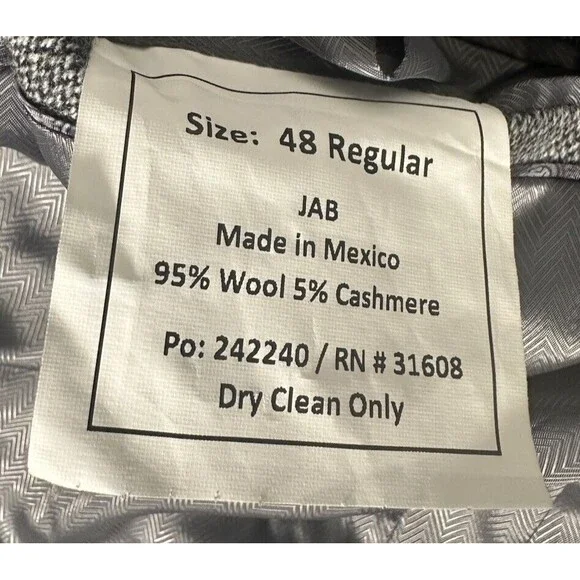 Size: 48 Regular
JAB
Made in Mexico
95% Wool 5% Cashmere
Po: 242240 / RN # 31608
Dry Clean Only